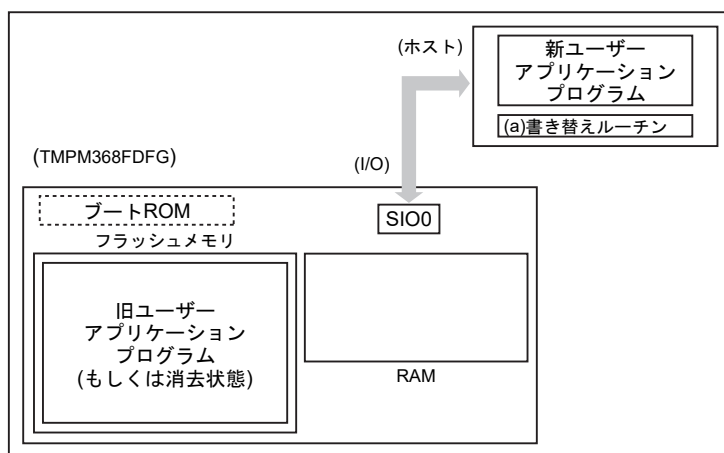 (ホスト)
新ユーザー
アプリケーション
プログラム
(a)書き替えルーチン
(TMPM368FDFG)
(I/O)
ブートROM
SIO0
フラッシュメモリ
旧ユーザー
アプリケーション
プログラム
(もしくは消去状態)
RAM